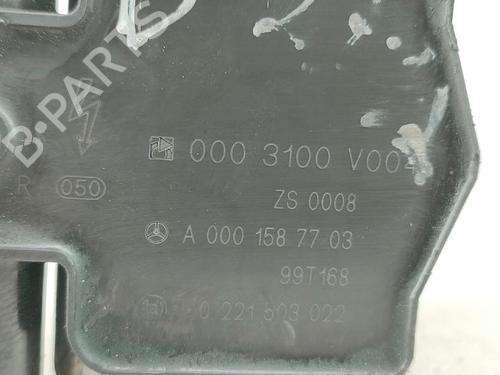 B-PARTS
000 3100 V004
ZS 0008
R 050
A 000 158 77 03
99T168
0 221 503 022